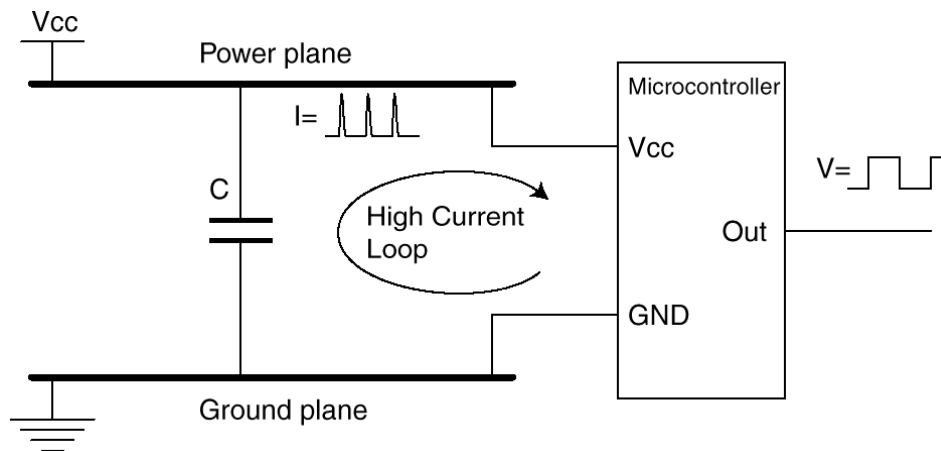 Vcc
Power plane
I=
Microcontroller
Vcc
C
V=
High Current
Loop
Out
GND
Ground plane